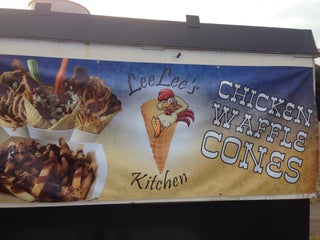 LeeLee's
Kitchen
CHICKEN
WAFFLE
CONES